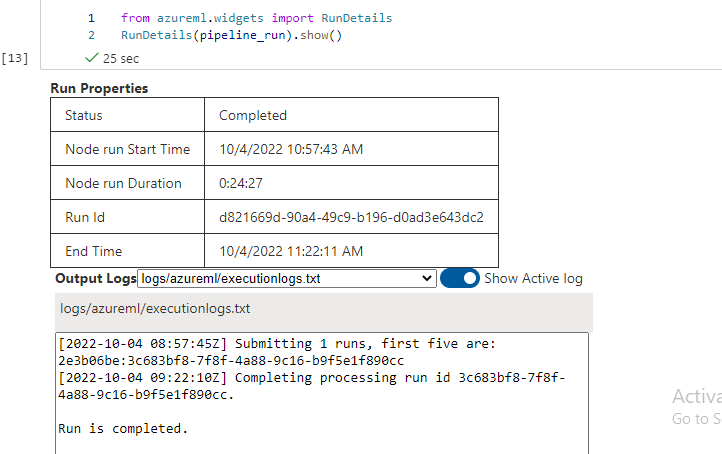 1 from azureml.widgets import RunDetails
2 RunDetails(pipeline_run).show()
[13] ✓ 25 sec
Run Properties
Status Completed
Node run Start Time 10/4/2022 10:57:43 AM
Node run Duration 0:24:27
Run Id d821669d-90a4-49c9-b196-d0ad3e643dc2
End Time 10/4/2022 11:22:11 AM
Output Logs logs/azureml/executionlogs.txt Show Active log
logs/azureml/executionlogs.txt
[2022-10-04 08:57:45Z] Submitting 1 runs, first five are:
2e3b06be:3c683bf8-7f8f-4a88-9c16-b9f5e1f890cc
[2022-10-04 09:22:10Z] Completing processing run id 3c683bf8-7f8f-
4a88-9c16-b9f5e1f890cc.
Run is completed.
Activa
Go to S